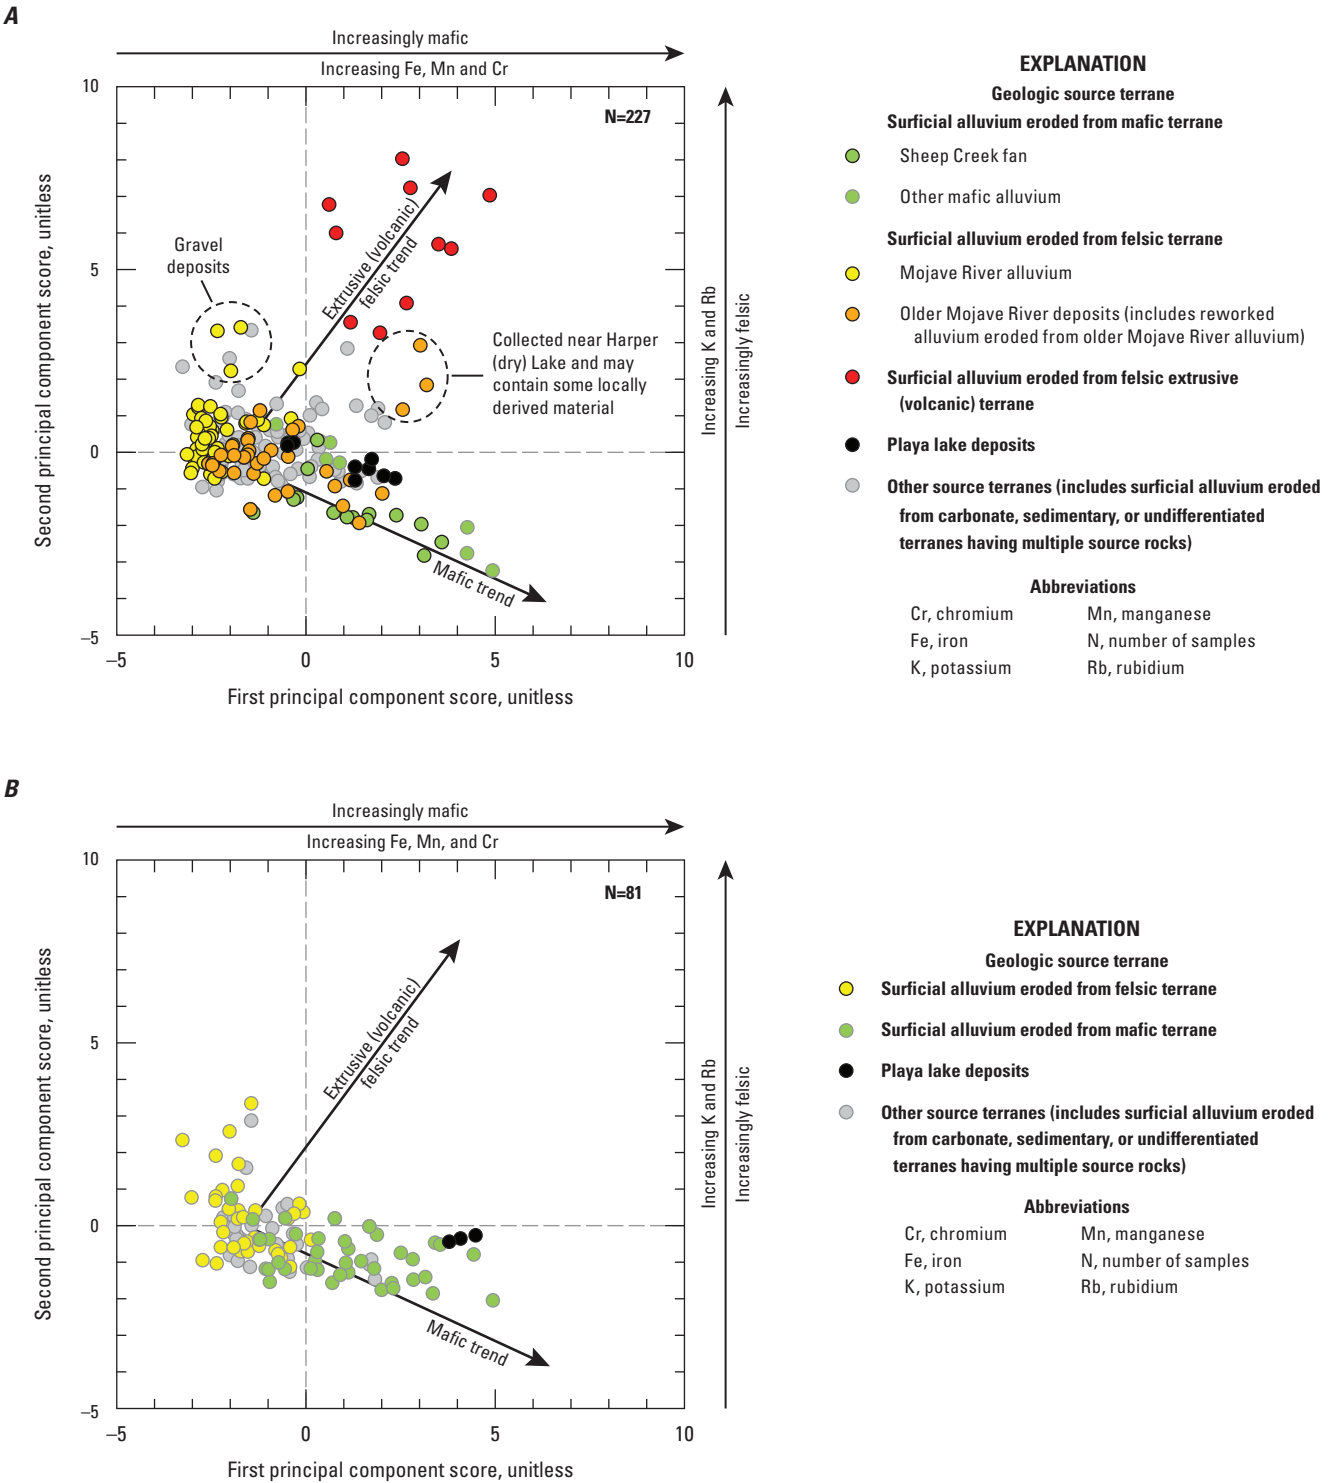 A
Increasingly mafic
Increasing Fe, Mn and Cr
N=227
10
5
0
–5
–5
0
5
10
Second principal component score, unitless
First principal component score, unitless
Gravel
deposits
Extrusive (volcanic)
felsic trend
Collected near Harper
(dry) Lake and may
contain some locally
derived material
Mafic trend
Increasing K and Rb
Increasingly felsic
EXPLANATION
Geologic source terrane
Surficial alluvium eroded from mafic terrane
Sheep Creek fan
Other mafic alluvium
Surficial alluvium eroded from felsic terrane
Mojave River alluvium
Older Mojave River deposits (includes reworked
alluvium eroded from older Mojave River alluvium)
Surficial alluvium eroded from felsic extrusive
(volcanic) terrane
Playa lake deposits
Other source terranes (includes surficial alluvium eroded
from carbonate, sedimentary, or undifferentiated
terranes having multiple source rocks)
Abbreviations
Cr, chromium
Mn, manganese
Fe, iron
N, number of samples
K, potassium
Rb, rubidium
B
Increasingly mafic
Increasing Fe, Mn, and Cr
N=81
10
5
0
–5
–5
0
5
10
Second principal component score, unitless
First principal component score, unitless
Extrusive (volcanic)
felsic trend
Mafic trend
Increasing K and Rb
Increasingly felsic
EXPLANATION
Geologic source terrane
Surficial alluvium eroded from felsic terrane
Surficial alluvium eroded from mafic terrane
Playa lake deposits
Other source terranes (includes surficial alluvium eroded
from carbonate, sedimentary, or undifferentiated
terranes having multiple source rocks)
Abbreviations
Cr, chromium
Mn, manganese
Fe, iron
N, number of samples
K, potassium
Rb, rubidium